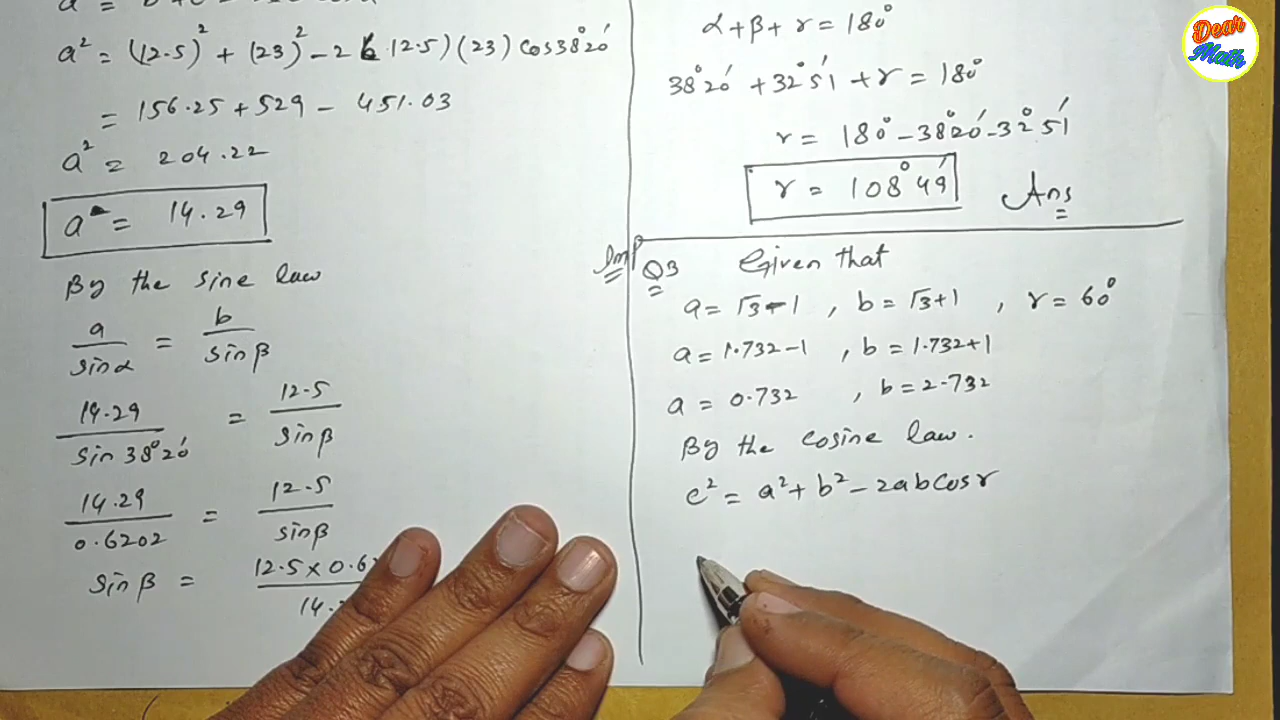 a² = (12.5)² + (23)² - 2(12.5)(23) cos38°20′
= 156.25 + 529 - 451.03
a² = 204.22
a = 14.29
By the sine law
a/sinα = b/sinβ
14.29/sin 38°20′ = 12.5/sinβ
14.29/0.6202 = 12.5/sinβ
sinβ = 12.5 × 0.6
14.
α + β + r = 180°
38°20′ + 32°51′ + r = 180°
r = 180° - 38°20′ - 32°51′
r = 108°49′ Ans
Imp Q3 Given that
a = √3 - 1 , b = √3 + 1 , r = 60°
a = 1.732 - 1 , b = 1.732 + 1
a = 0.732 , b = 2.732
By the cosine law.
c² = a² + b² - 2ab cos r
Dear
Math